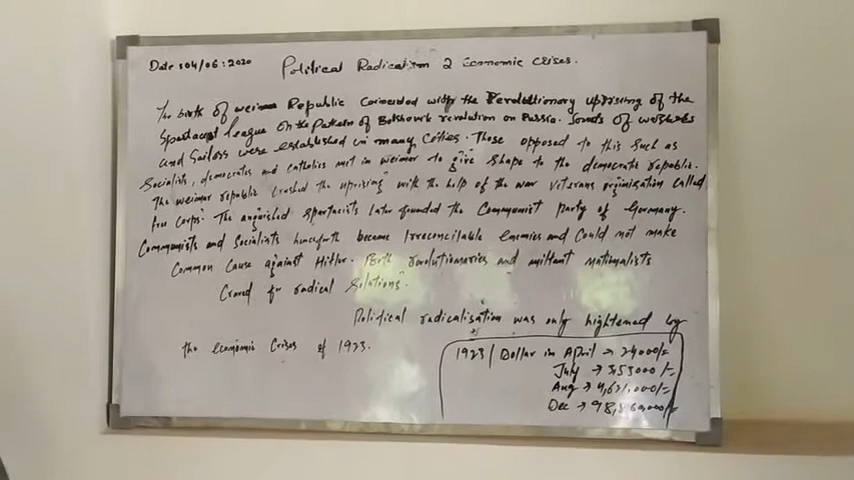 Date :04/06:2020
Political Radicalism 2 Economic crises.
The birth of weimar Republic coincided with the Revolutionary uprising of the
Spartacist league on the pattern of Bolshevik revolution on Russia. Soviets of workers
and Sailors were established in many Cities. Those opposed to this such as
Socialists, democrates and catholics met in weimar to give shape to the democratic republic.
The weimar republic crushed the uprising with the help of the war veterans orginisation called
free corps. The anguished spartacists later founded the Communist Party of Germany.
Communists and Socialists henceforth became Irreconcilable enemies and Could not make
Common Cause against Hitler. Both revolutionaries and militant nationalists
Craved for radical Solutions.
Political radicalisation was only hightened by
the economic Crises of 1923.
1923/ Dollar in April → 24000/=
July → 353000/=
Aug → 4,621,000/=
Dec → 98,860,000/=